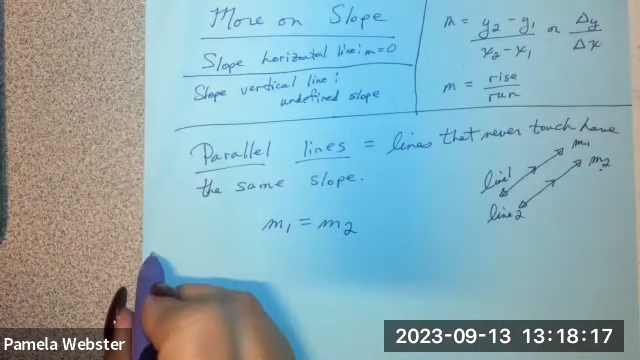 More on Slope
Slope horizontal line: m=0
Slope vertical line:
undefined slope
m = y₂ - y₁ / x₂ - x₁ or Δy / Δx
m = rise / run
Parallel lines = lines that never touch have
the same slope.
line 1 m₁
line 2 m₂
m₁ = m₂
Pamela Webster
2023-09-13 13:18:17